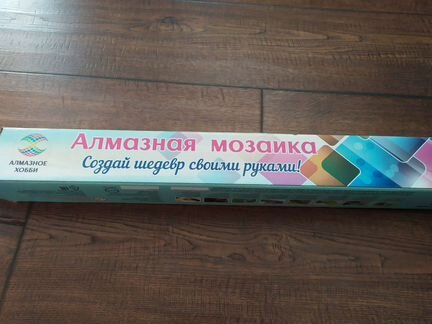 Алмазная мозаика
Создай шедевр своими руками!
АЛМАЗНОЕ
ХОББИ